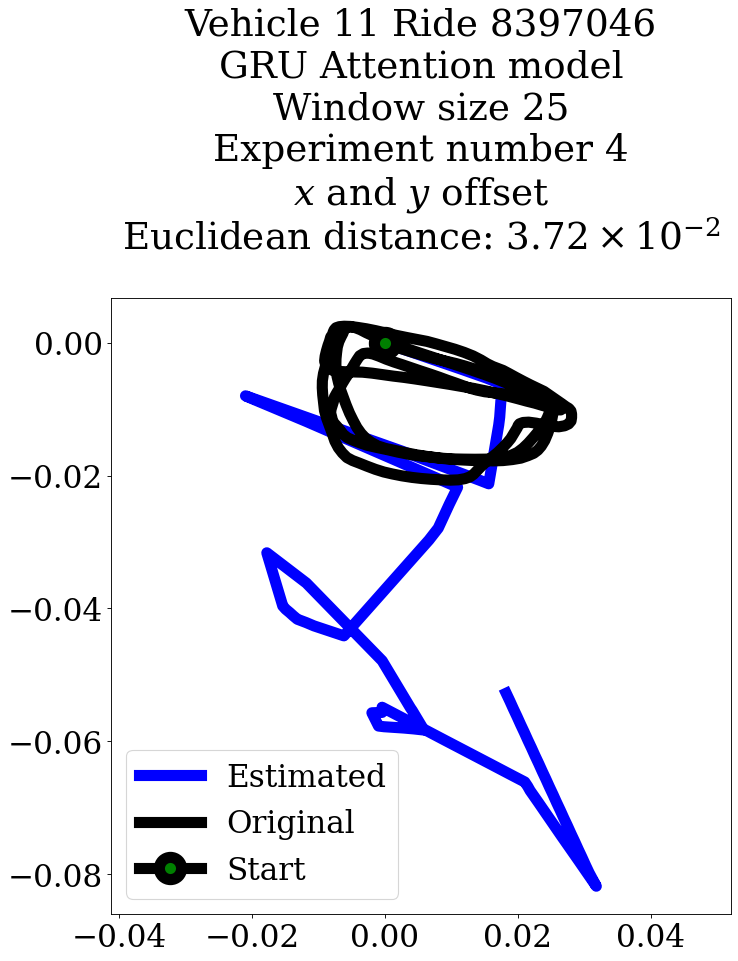 Vehicle 11 Ride 8397046
GRU Attention model
Window size 25
Experiment number 4
x and y offset
Euclidean distance: 3.72 × 10⁻²
0.00
−0.02
−0.04
−0.06
−0.08
Estimated
Original
Start
−0.04 −0.02 0.00 0.02 0.04